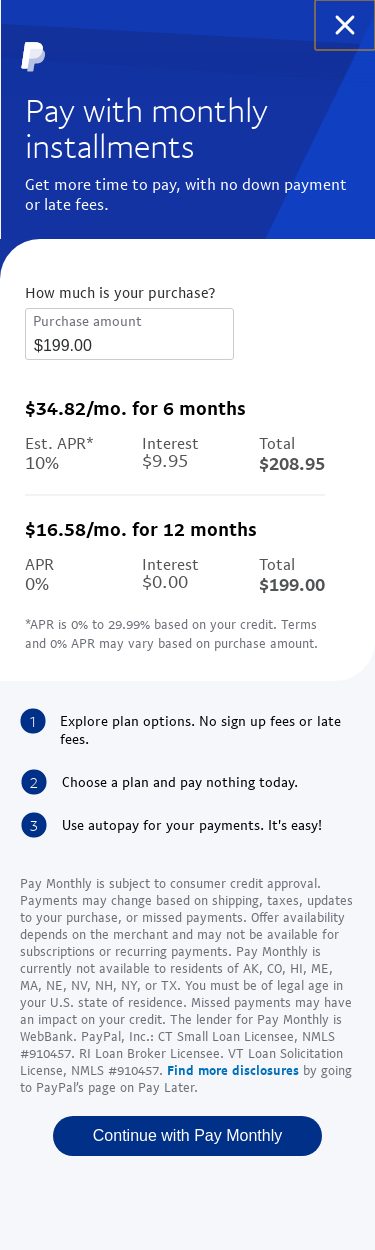 Pay with monthly
installments
Get more time to pay, with no down payment
or late fees.
How much is your purchase?
Purchase amount
$199.00
$34.82/mo. for 6 months
Est. APR* Interest Total
10% $9.95 $208.95
$16.58/mo. for 12 months
APR Interest Total
0% $0.00 $199.00
*APR is 0% to 29.99% based on your credit. Terms
and 0% APR may vary based on purchase amount.
1 Explore plan options. No sign up fees or late
fees.
2 Choose a plan and pay nothing today.
3 Use autopay for your payments. It's easy!
Pay Monthly is subject to consumer credit approval.
Payments may change based on shipping, taxes, updates
to your purchase, or missed payments. Offer availability
depends on the merchant and may not be available for
subscriptions or recurring payments. Pay Monthly is
currently not available to residents of AK, CO, HI, ME,
MA, NE, NV, NH, NY, or TX. You must be of legal age in
your U.S. state of residence. Missed payments may have
an impact on your credit. The lender for Pay Monthly is
WebBank. PayPal, Inc.: CT Small Loan Licensee, NMLS
#910457. RI Loan Broker Licensee. VT Loan Solicitation
License, NMLS #910457. Find more disclosures by going
to PayPal’s page on Pay Later.
Continue with Pay Monthly